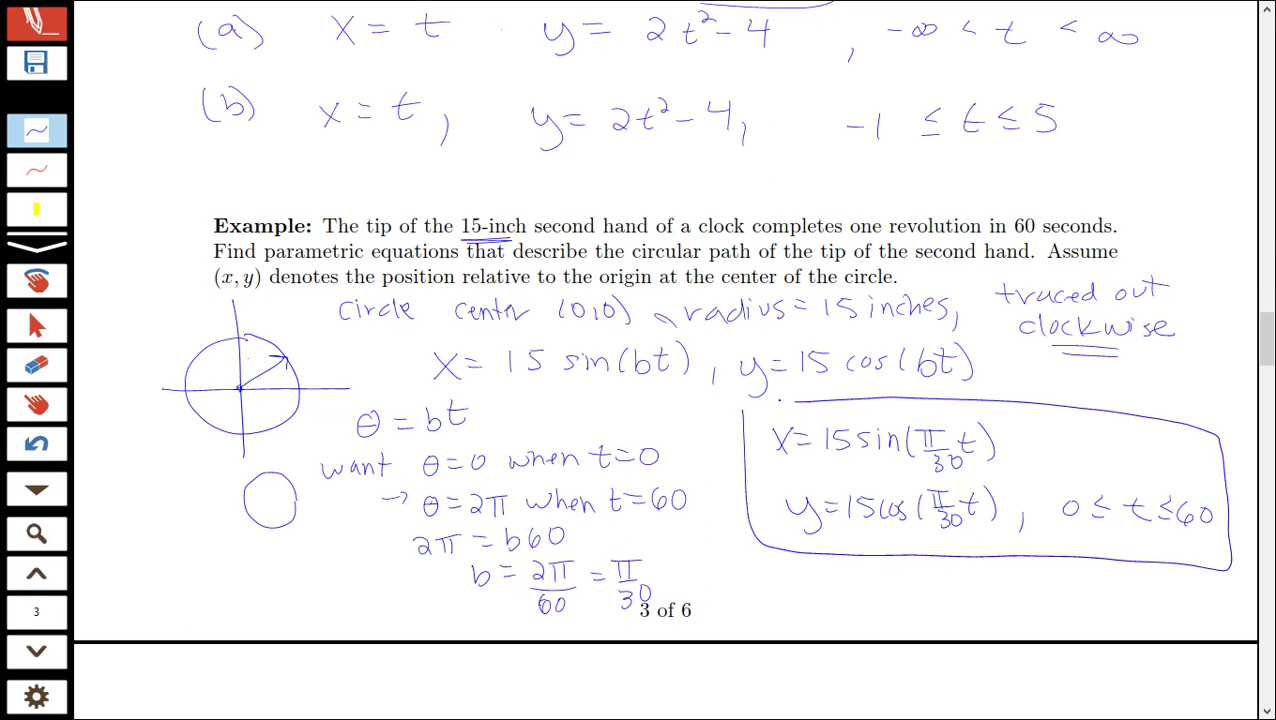 (a) x = t y = 2t² - 4 , -∞ < t < ∞
(b) x = t, y = 2t² - 4, -1 ≤ t ≤ 5
Example: The tip of the 15-inch second hand of a clock completes one revolution in 60 seconds.
Find parametric equations that describe the circular path of the tip of the second hand. Assume
(x, y) denotes the position relative to the origin at the center of the circle.
circle center (0,0), radius = 15 inches, traced out
clockwise
x = 15 sin(bt), y = 15 cos(bt)
θ = bt
want θ=0 when t=0
→ θ=2π when t=60
2π = b60
b = 2π/60 = π/30
x=15sin(π/30 t)
y=15cos(π/30 t), 0 ≤ t ≤ 60
3 of 6
3